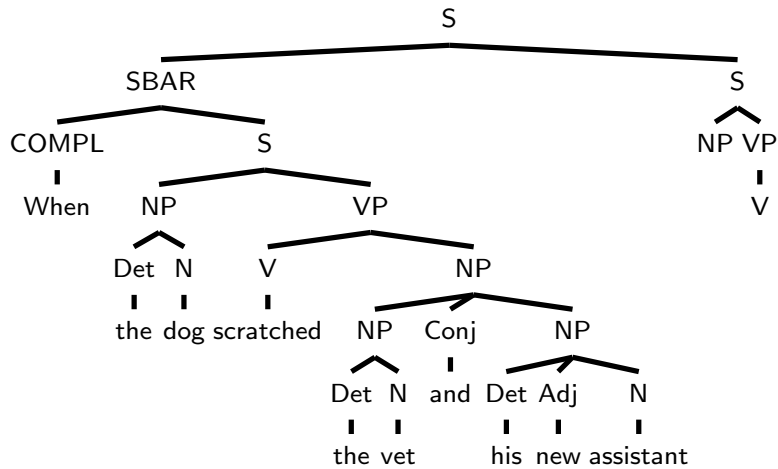 S
SBAR S
COMPL S NP VP
When NP VP V
Det N V NP
the dog scratched NP Conj NP
Det N and Det Adj N
the vet his new assistant